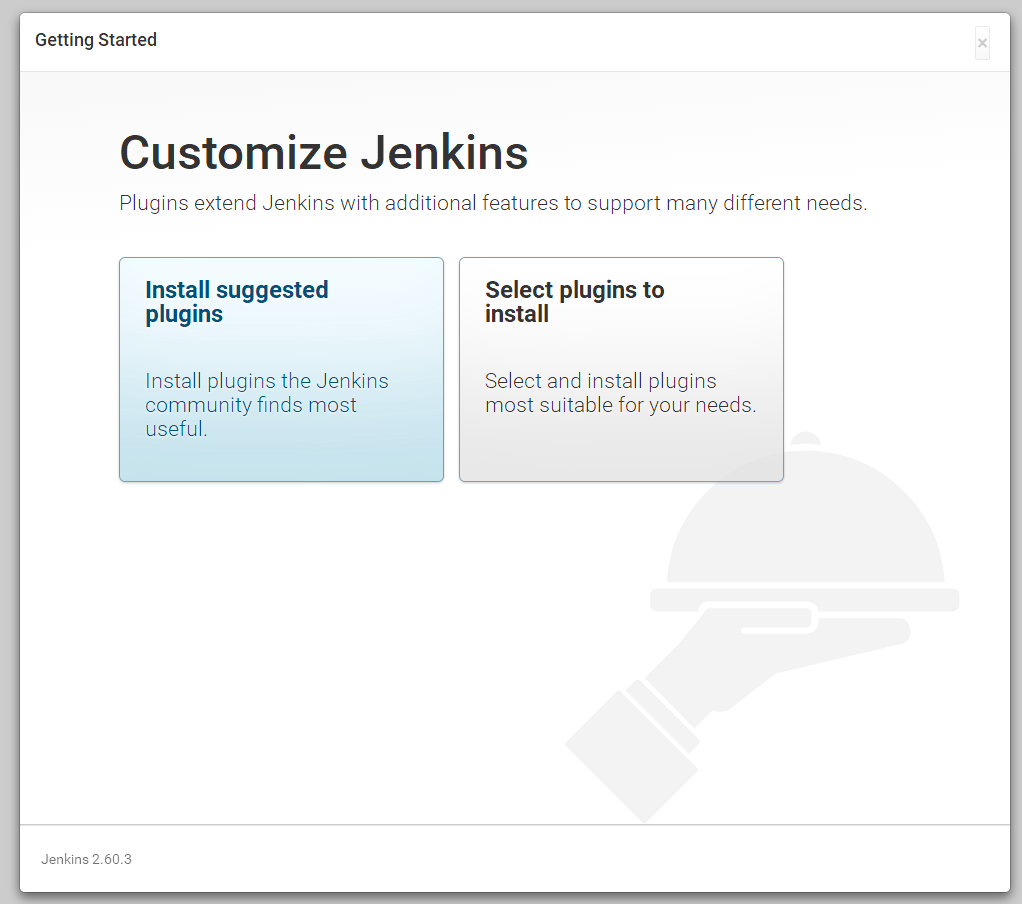 Getting Started
×
Customize Jenkins
Plugins extend Jenkins with additional features to support many different needs.
Install suggested
plugins
Install plugins the Jenkins
community finds most
useful.
Select plugins to
install
Select and install plugins
most suitable for your needs.
Jenkins 2.60.3